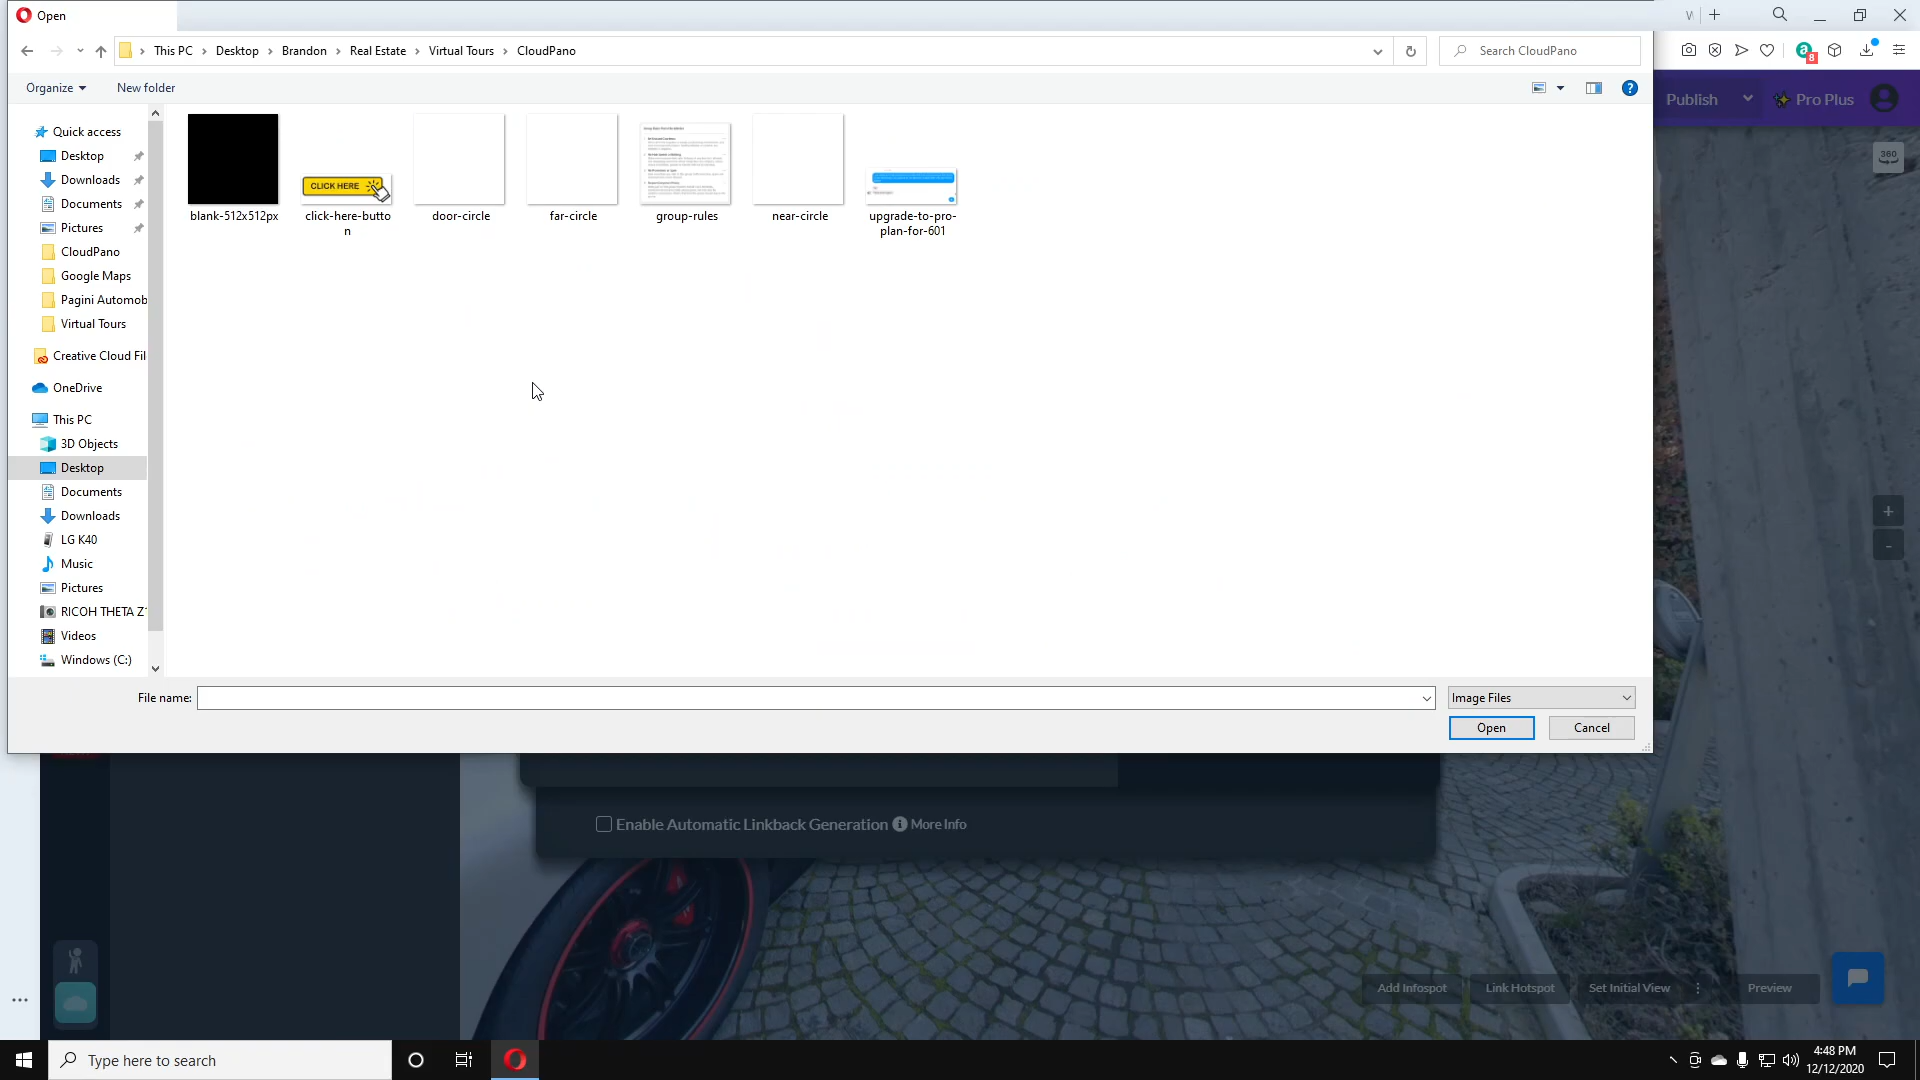 Open
This PC > Desktop > Brandon > Real Estate > Virtual Tours > CloudPano
Search CloudPano
Organize
New folder
Publish
Pro Plus
8
360
Quick access
Desktop
Downloads
Documents
Pictures
CloudPano
Google Maps
Pagini Automob
Virtual Tours
Creative Cloud Fil
OneDrive
This PC
3D Objects
Desktop
Documents
Downloads
LG K40
Music
Pictures
RICOH THETA Z1
Videos
Windows (C:)
CLICK HERE
blank-512x512px
click-here-butto
n
door-circle
far-circle
group-rules
near-circle
upgrade-to-pro-
plan-for-601
+
-
File name:
Image Files
Open
Cancel
Enable Automatic Linkback Generation
More Info
Add Infospot
Link Hotspot
Set Initial View
Preview
Type here to search
4:48 PM
12/12/2020